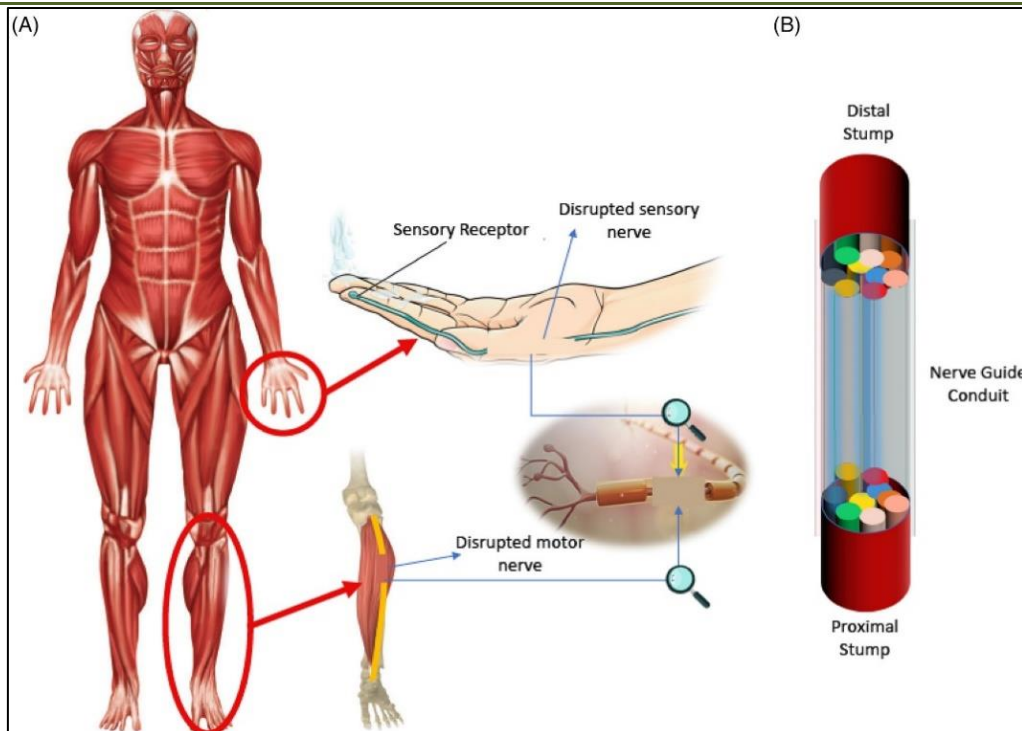 (A)
(B)
Distal
Stump
Disrupted sensory
nerve
Sensory Receptor
Nerve Guide
Conduit
Disrupted motor
nerve
Proximal
Stump